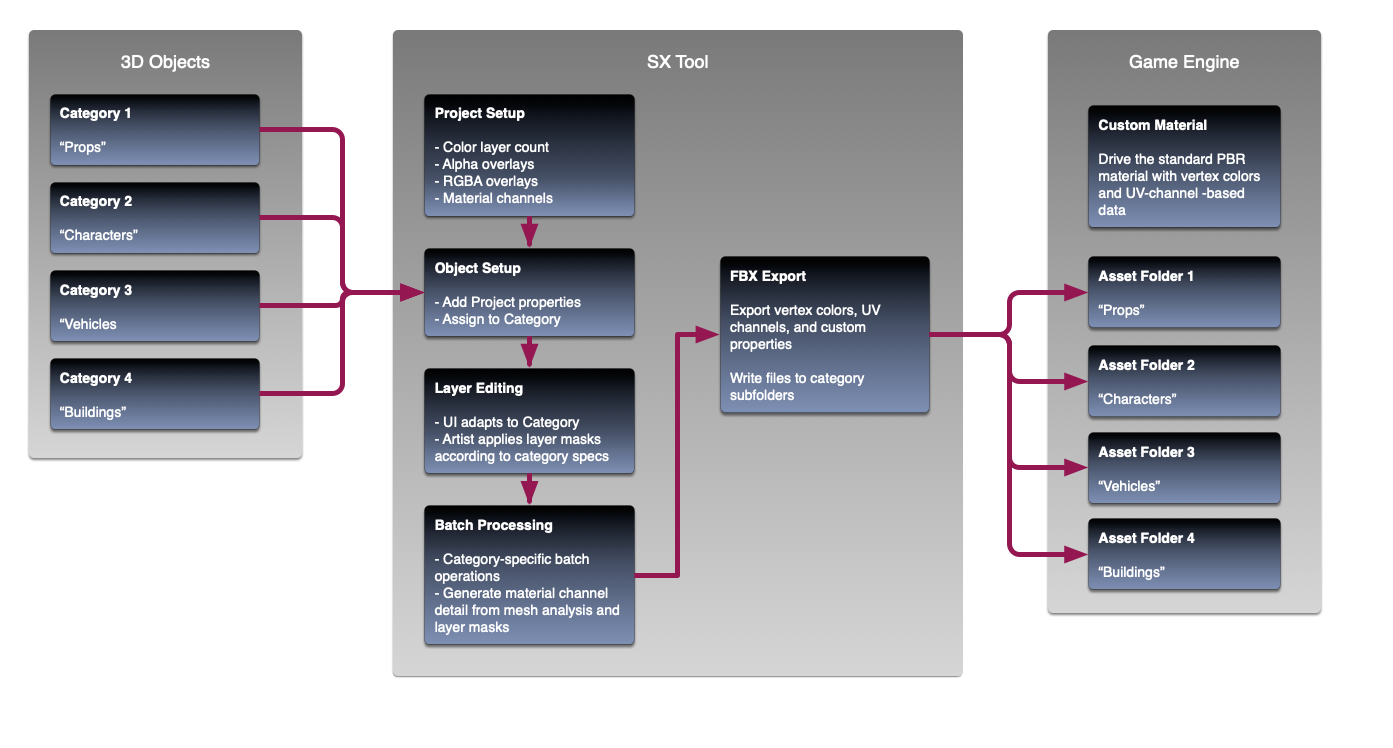 3D Objects
Category 1
“Props”
Category 2
“Characters”
Category 3
“Vehicles
Category 4
“Buildings”
SX Tool
Project Setup
- Color layer count
- Alpha overlays
- RGBA overlays
- Material channels
Object Setup
- Add Project properties
- Assign to Category
Layer Editing
- UI adapts to Category
- Artist applies layer masks
according to category specs
Batch Processing
- Category-specific batch
operations
- Generate material channel
detail from mesh analysis and
layer masks
FBX Export
Export vertex colors, UV
channels, and custom
properties
Write files to category
subfolders
Game Engine
Custom Material
Drive the standard PBR
material with vertex colors
and UV-channel -based
data
Asset Folder 1
“Props”
Asset Folder 2
“Characters”
Asset Folder 3
“Vehicles”
Asset Folder 4
“Buildings”